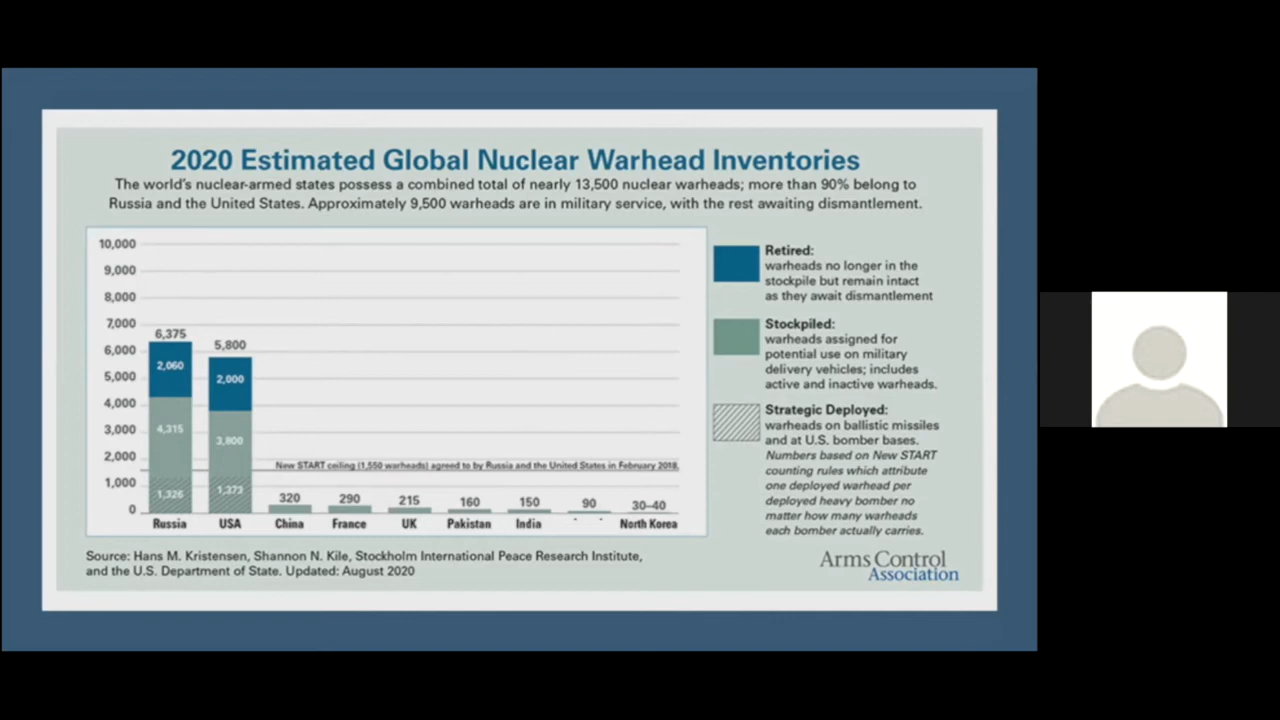 2020 Estimated Global Nuclear Warhead Inventories
The world's nuclear-armed states possess a combined total of nearly 13,500 nuclear warheads; more than 90% belong to
Russia and the United States. Approximately 9,500 warheads are in military service, with the rest awaiting dismantlement.
10,000
9,000
8,000
7,000
6,000
5,000
4,000
3,000
2,000
1,000
0
6,375
2,060
4,315
1,326
5,800
2,000
3,800
1,373
New START ceiling (1,550 warheads) agreed to by Russia and the United States in February 2018.
320
290
215
160
150
90
30–40
Russia
USA
China
France
UK
Pakistan
India
North Korea
Retired:
warheads no longer in the
stockpile but remain intact
as they await dismantlement
Stockpiled:
warheads assigned for
potential use on military
delivery vehicles; includes
active and inactive warheads.
Strategic Deployed:
warheads on ballistic missiles
and at U.S. bomber bases.
Numbers based on New START
counting rules which attribute
one deployed warhead per
deployed heavy bomber no
matter how many warheads
each bomber actually carries.
Source: Hans M. Kristensen, Shannon N. Kile, Stockholm International Peace Research Institute,
and the U.S. Department of State. Updated: August 2020
Arms Control
Association